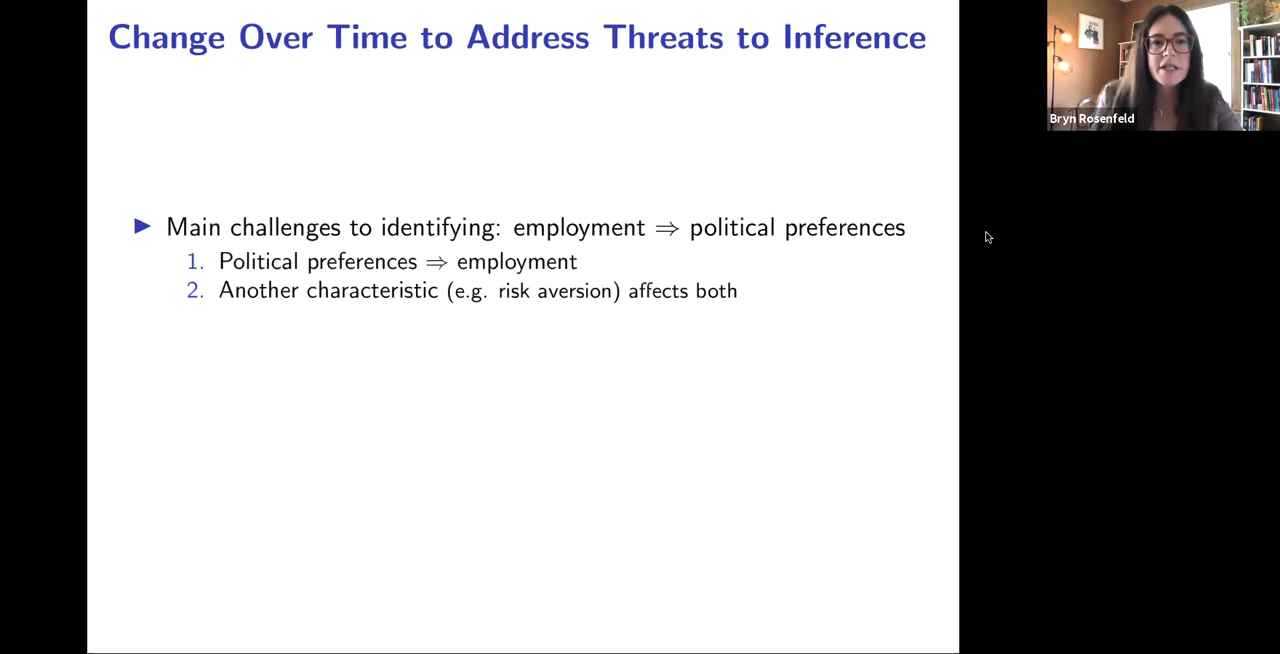 Change Over Time to Address Threats to Inference
Bryn Rosenfeld
▶ Main challenges to identifying: employment ⇒ political preferences
1. Political preferences ⇒ employment
2. Another characteristic (e.g. risk aversion) affects both